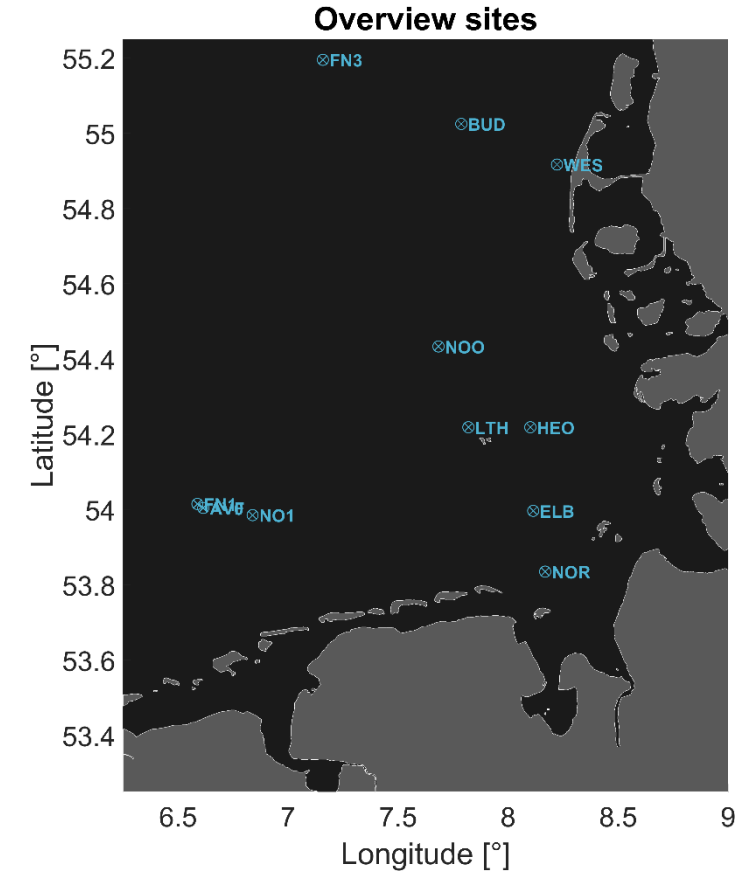 Overview sites
55.2
FN3
55
BUD
WES
54.8
54.6
NOO
54.4
LTH
HEO
54.2
FN1
54
NO1
ELB
NOR
53.8
53.6
53.4
6.5 7 7.5 8 8.5 9
Longitude [°]
Latitude [°]